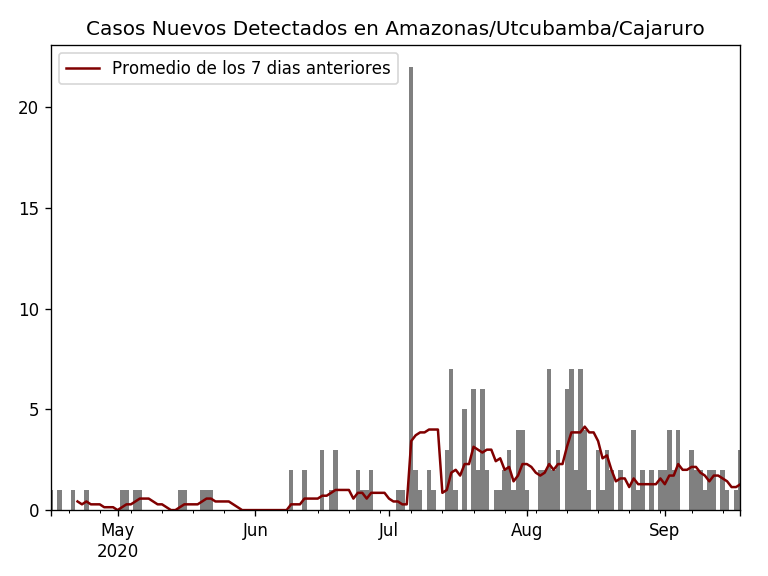 Casos Nuevos Detectados en Amazonas/Utcubamba/Cajaruro
Promedio de los 7 dias anteriores
20
15
10
5
0
May Jun Jul Aug Sep
2020